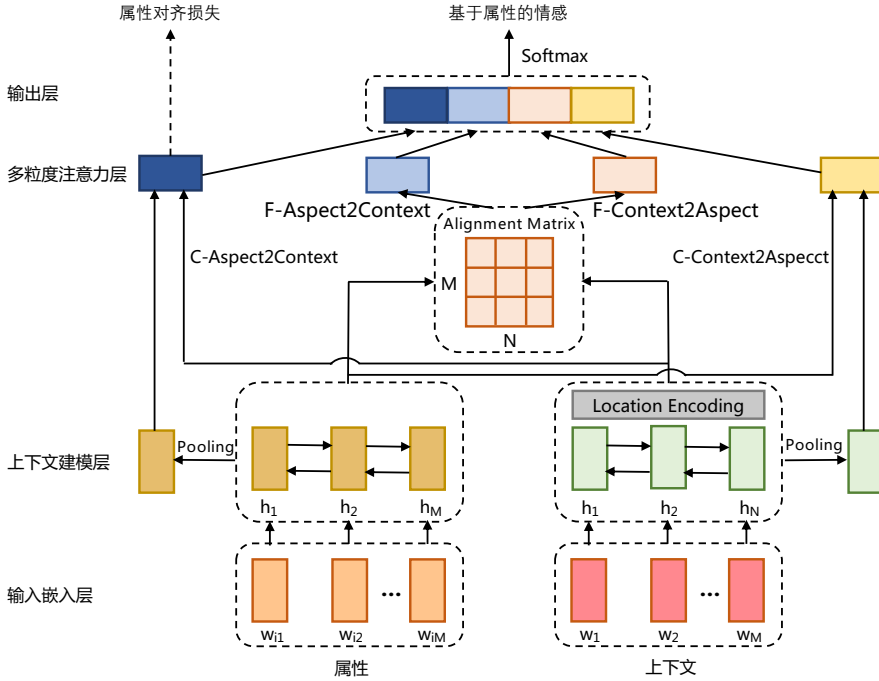 属性对齐损失
基于属性的情感
Softmax
输出层
多粒度注意力层
F-Aspect2Context
F-Context2Aspect
Alignment Matrix
C-Aspect2Context
C-Context2Aspecct
M
N
Location Encoding
上下文建模层
Pooling
Pooling
h1 h2 hM
h1 h2 hN
输入嵌入层
...
...
wi1 wi2 wiM
w1 w2 wM
属性
上下文